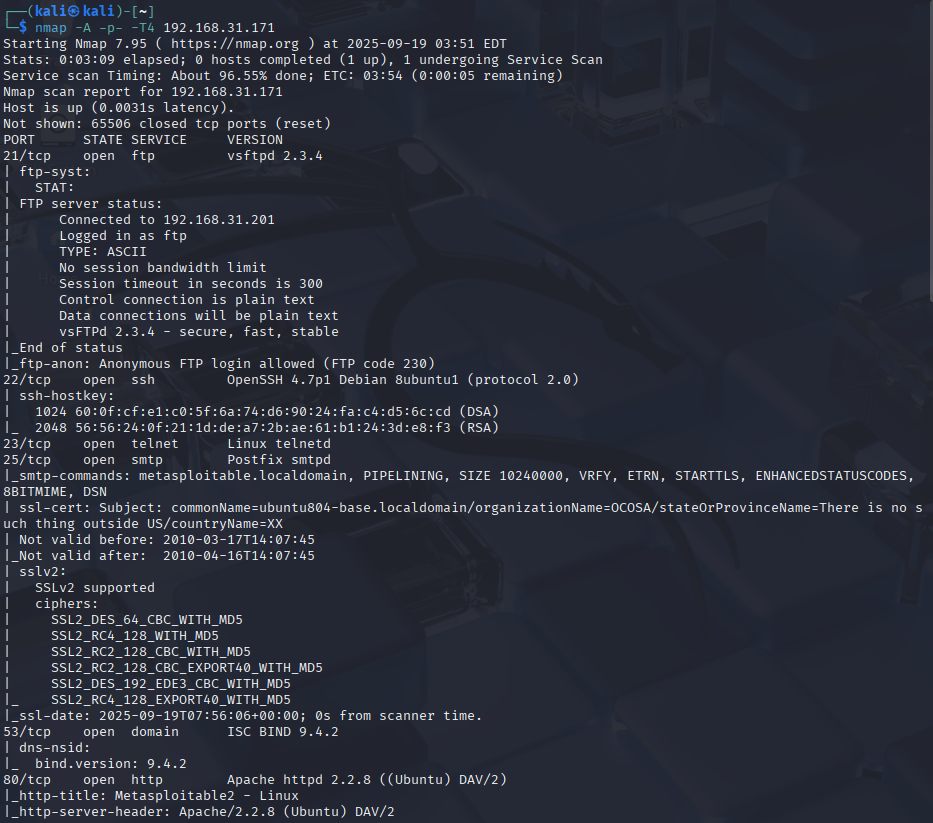 ┌──(kali㉿kali)-[~]
└─$ nmap -A -p- -T4 192.168.31.171
Starting Nmap 7.95 ( https://nmap.org ) at 2025-09-19 03:51 EDT
Stats: 0:03:09 elapsed; 0 hosts completed (1 up), 1 undergoing Service Scan
Service scan Timing: About 96.55% done; ETC: 03:54 (0:00:05 remaining)
Nmap scan report for 192.168.31.171
Host is up (0.0031s latency).
Not shown: 65506 closed tcp ports (reset)
PORT      STATE SERVICE     VERSION
21/tcp    open  ftp         vsftpd 2.3.4
| ftp-syst:
|   STAT:
| FTP server status:
|      Connected to 192.168.31.201
|      Logged in as ftp
|      TYPE: ASCII
|      No session bandwidth limit
|      Session timeout in seconds is 300
|      Control connection is plain text
|      Data connections will be plain text
|      vsFTPd 2.3.4 - secure, fast, stable
|_End of status
|_ftp-anon: Anonymous FTP login allowed (FTP code 230)
22/tcp    open  ssh         OpenSSH 4.7p1 Debian 8ubuntu1 (protocol 2.0)
| ssh-hostkey:
|   1024 60:0f:cf:e1:c0:5f:6a:74:d6:90:24:fa:c4:d5:6c:cd (DSA)
|_  2048 56:56:24:0f:21:1d:de:a7:2b:ae:61:b1:24:3d:e8:f3 (RSA)
23/tcp    open  telnet      Linux telnetd
25/tcp    open  smtp        Postfix smtpd
|_smtp-commands: metasploitable.localdomain, PIPELINING, SIZE 10240000, VRFY, ETRN, STARTTLS, ENHANCEDSTATUSCODES,
8BITMIME, DSN
| ssl-cert: Subject: commonName=ubuntu804-base.localdomain/organizationName=OCOSA/stateOrProvinceName=There is no s
uch thing outside US/countryName=XX
| Not valid before: 2010-03-17T14:07:45
|_Not valid after:  2010-04-16T14:07:45
| sslv2:
|   SSLv2 supported
|   ciphers:
|     SSL2_DES_64_CBC_WITH_MD5
|     SSL2_RC4_128_WITH_MD5
|     SSL2_RC2_128_CBC_WITH_MD5
|     SSL2_RC2_128_CBC_EXPORT40_WITH_MD5
|     SSL2_DES_192_EDE3_CBC_WITH_MD5
|_    SSL2_RC4_128_EXPORT40_WITH_MD5
|_ssl-date: 2025-09-19T07:56:06+00:00; 0s from scanner time.
53/tcp    open  domain      ISC BIND 9.4.2
| dns-nsid:
|_  bind.version: 9.4.2
80/tcp    open  http        Apache httpd 2.2.8 ((Ubuntu) DAV/2)
|_http-title: Metasploitable2 - Linux
|_http-server-header: Apache/2.2.8 (Ubuntu) DAV/2